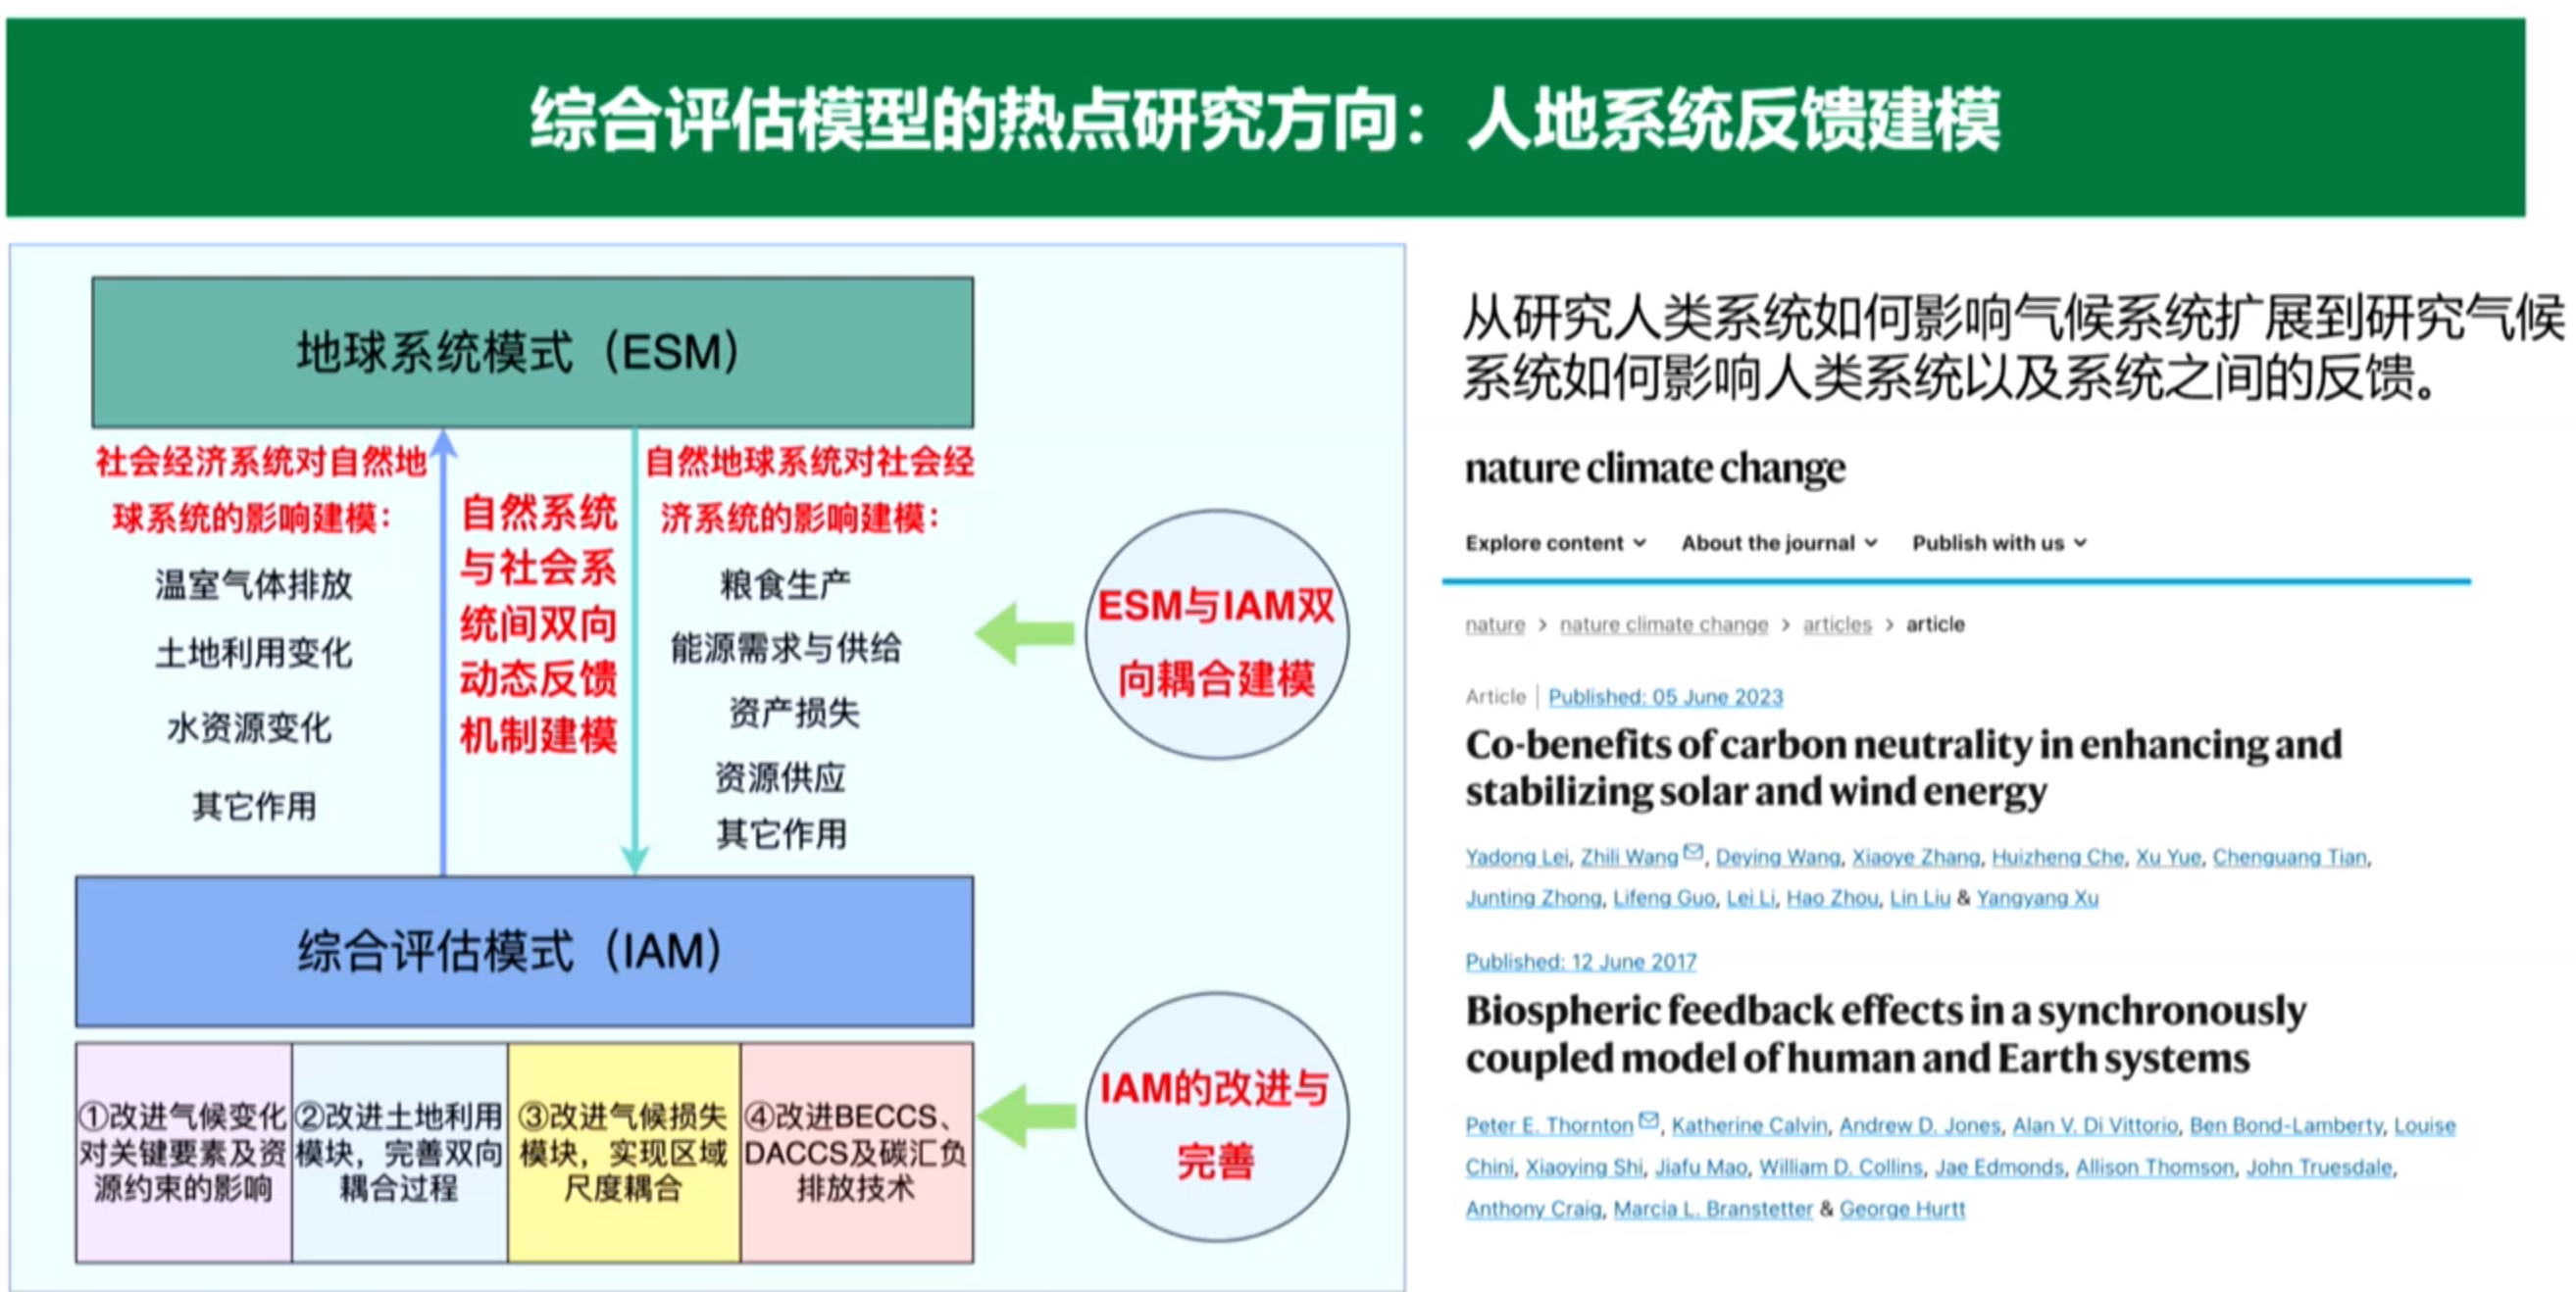 综合评估模型的热点研究方向：人地系统反馈建模
地球系统模式（ESM）
社会经济系统对自然地
球系统的影响建模：
温室气体排放
土地利用变化
水资源变化
其它作用
自然系统
与社会系
统间双向
动态反馈
机制建模
自然地球系统对社会经
济系统的影响建模：
粮食生产
能源需求与供给
资产损失
资源供应
其它作用
ESM与IAM双
向耦合建模
综合评估模式（IAM）
①改进气候变化
对关键要素及资
源约束的影响
②改进土地利用
模块，完善双向
耦合过程
③改进气候损失
模块，实现区域
尺度耦合
④改进BECCS、
DACCS及碳汇负
排放技术
IAM的改进与
完善
从研究人类系统如何影响气候系统扩展到研究气候
系统如何影响人类系统以及系统之间的反馈。
nature climate change
Explore content About the journal Publish with us
nature > nature climate change > articles > article
Article | Published: 05 June 2023
Co-benefits of carbon neutrality in enhancing and
stabilizing solar and wind energy
Yadong Lei, Zhili Wang, Deying Wang, Xiaoye Zhang, Huizheng Che, Xu Yue, Chenguang Tian,
Junting Zhong, Lifeng Guo, Lei Li, Hao Zhou, Lin Liu & Yangyang Xu
Published: 12 June 2017
Biospheric feedback effects in a synchronously
coupled model of human and Earth systems
Peter E. Thornton, Katherine Calvin, Andrew D. Jones, Alan V. Di Vittorio, Ben Bond-Lamberty, Louise
Chini, Xiaoying Shi, Jiafu Mao, William D. Collins, Jae Edmonds, Allison Thomson, John Truesdale,
Anthony Craig, Marcia L. Branstetter & George Hurtt